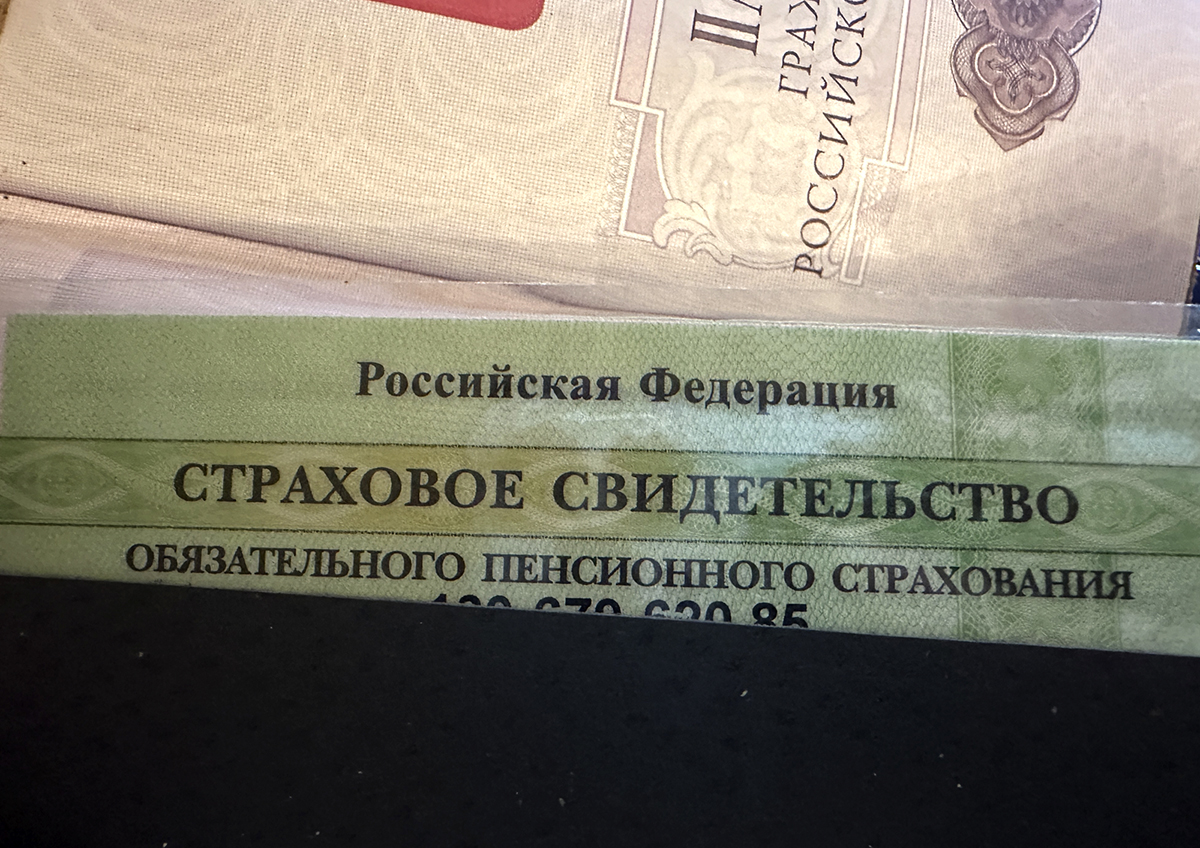 Российская Федерация
СТРАХОВОЕ СВИДЕТЕЛЬСТВО
ОБЯЗАТЕЛЬНОГО ПЕНСИОННОГО СТРАХОВАНИЯ